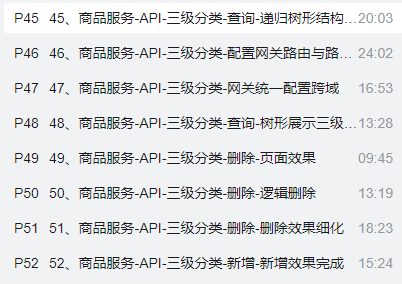 P45 45、商品服务-API-三级分类-查询-递归树形结构… 20:03
P46 46、商品服务-API-三级分类-配置网关路由与路… 24:02
P47 47、商品服务-API-三级分类-网关统一配置跨域 16:53
P48 48、商品服务-API-三级分类-查询-树形展示三级… 13:28
P49 49、商品服务-API-三级分类-删除-页面效果 09:45
P50 50、商品服务-API-三级分类-删除-逻辑删除 13:19
P51 51、商品服务-API-三级分类-删除-删除效果细化 18:23
P52 52、商品服务-API-三级分类-新增-新增效果完成 15:24